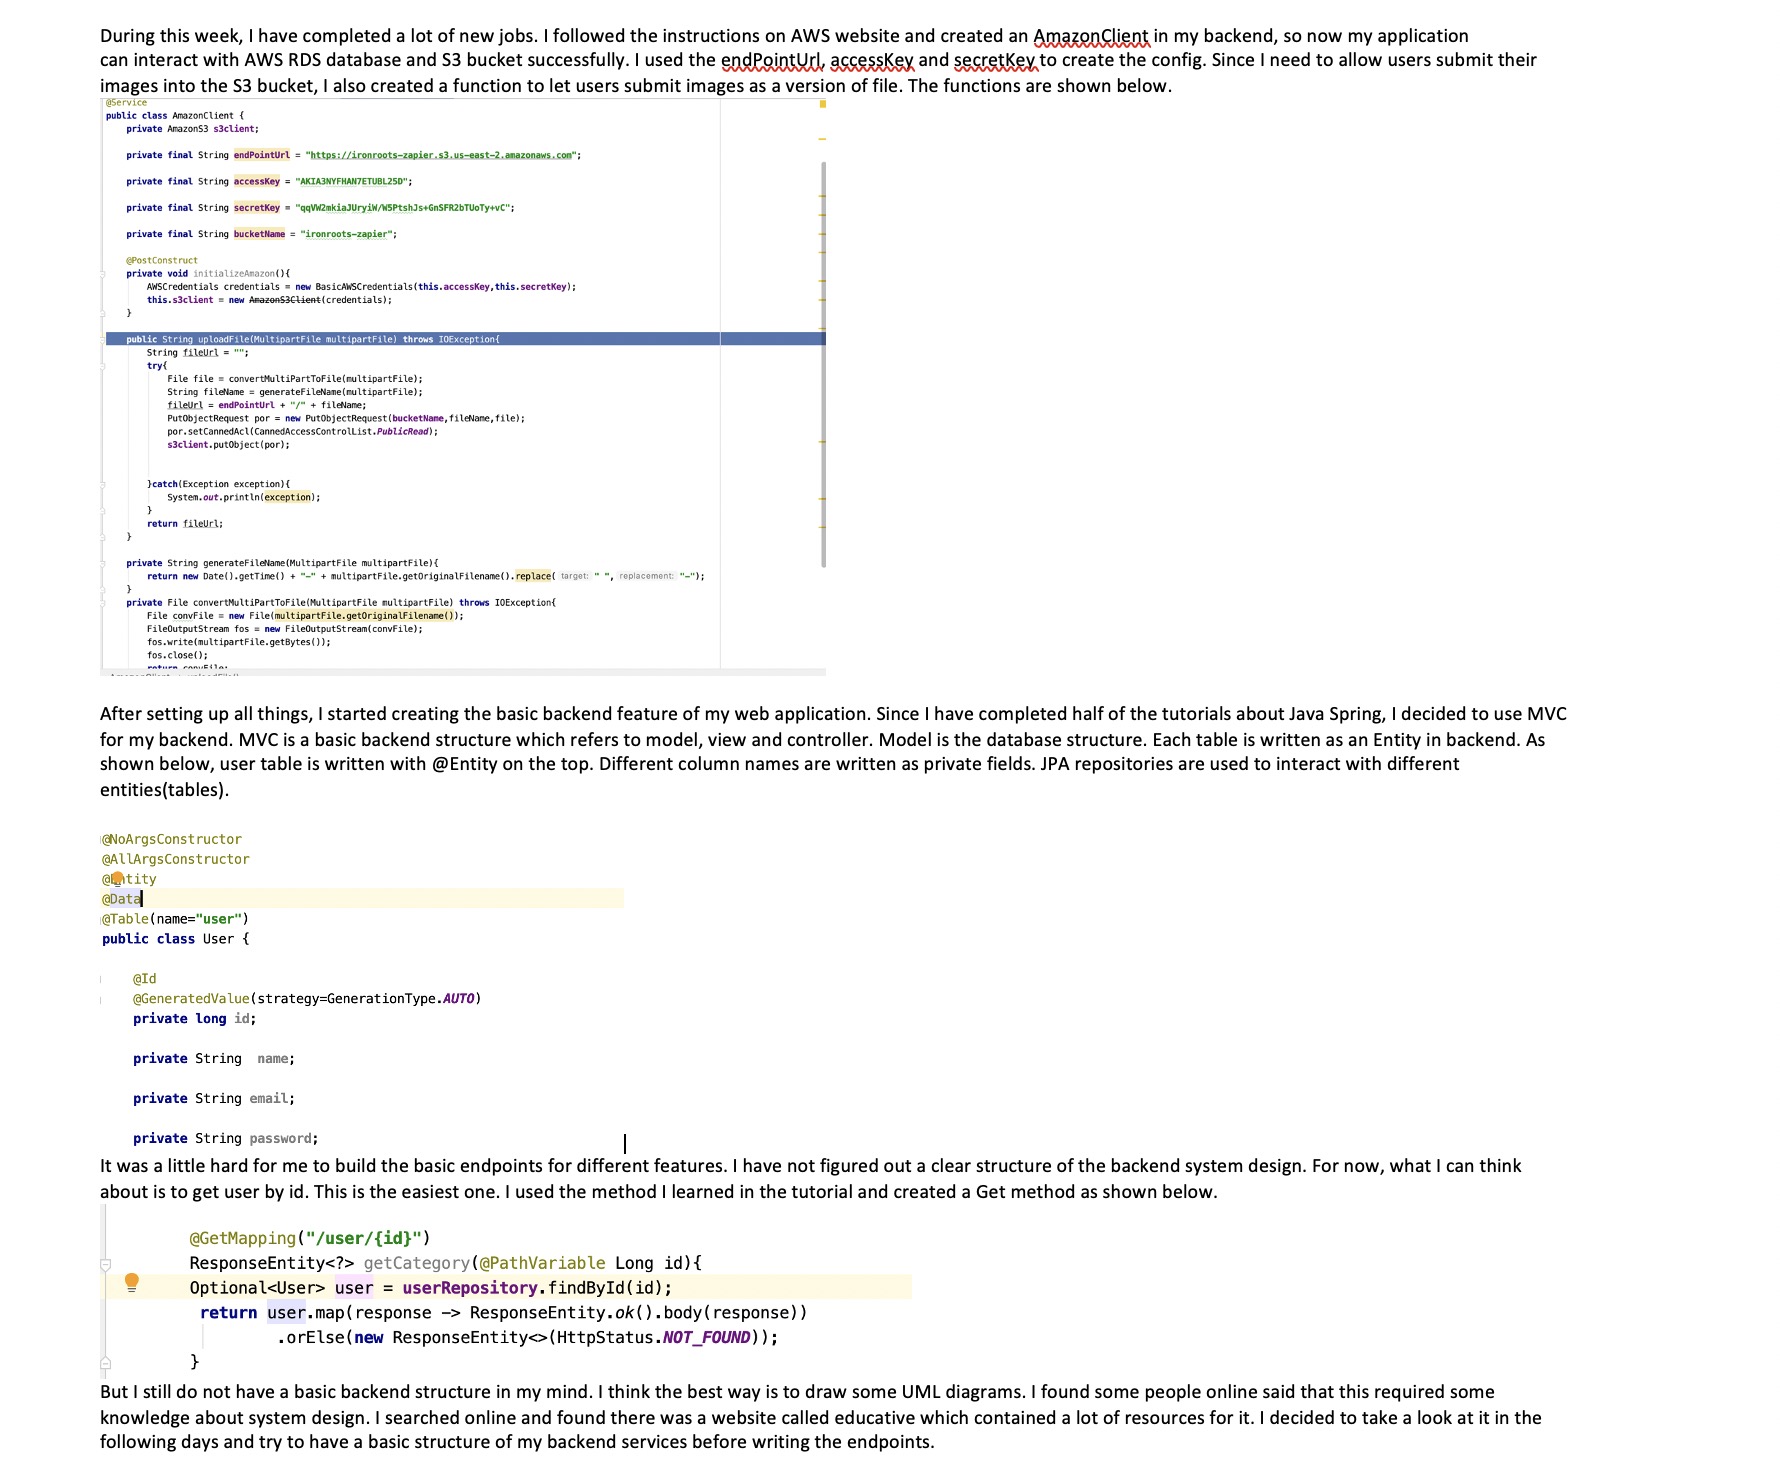 During this week, I have completed a lot of new jobs. I followed the instructions on AWS website and created an AmazonClient in my backend, so now my application
can interact with AWS RDS database and S3 bucket successfully. I used the endPointUrl, accessKey and secretKey to create the config. Since I need to allow users submit their
images into the S3 bucket, I also created a function to let users submit images as a version of file. The functions are shown below.
@Service
public class AmazonClient {
private AmazonS3 s3client;
private final String endPointUrl = "https://ironroots-zapier.s3.us-east-2.amazonaws.com";
private final String accessKey = "[redacted]";
private final String secretKey = "[redacted]";
private final String bucketName = "ironroots-zapier";
@PostConstruct
private void initializeAmazon(){
AWSCredentials credentials = new BasicAWSCredentials(this.accessKey,this.secretKey);
this.s3client = new AmazonS3Client(credentials);
}
public String uploadFile(MultipartFile multipartFile) throws IOException{
String fileUrl = "";
try{
File file = convertMultiPartToFile(multipartFile);
String fileName = generateFileName(multipartFile);
fileUrl = endPointUrl + "/" + fileName;
PutObjectRequest por = new PutObjectRequest(bucketName,fileName,file);
por.setCannedAcl(CannedAccessControlList.PublicRead);
s3client.putObject(por);
}catch(Exception exception){
System.out.println(exception);
}
return fileUrl;
}
private String generateFileName(MultipartFile multipartFile){
return new Date().getTime() + "-" + multipartFile.getOriginalFilename().replace( target: " ", replacement: "-");
}
private File convertMultiPartToFile(MultipartFile multipartFile) throws IOException{
File convFile = new File(multipartFile.getOriginalFilename());
FileOutputStream fos = new FileOutputStream(convFile);
fos.write(multipartFile.getBytes());
fos.close();
return convFile;
After setting up all things, I started creating the basic backend feature of my web application. Since I have completed half of the tutorials about Java Spring, I decided to use MVC
for my backend. MVC is a basic backend structure which refers to model, view and controller. Model is the database structure. Each table is written as an Entity in backend. As
shown below, user table is written with @Entity on the top. Different column names are written as private fields. JPA repositories are used to interact with different
entities(tables).
@NoArgsConstructor
@AllArgsConstructor
@Entity
@Data
@Table(name="user")
public class User {
@Id
@GeneratedValue(strategy=GenerationType.AUTO)
private long id;
private String name;
private String email;
private String password;
It was a little hard for me to build the basic endpoints for different features. I have not figured out a clear structure of the backend system design. For now, what I can think
about is to get user by id. This is the easiest one. I used the method I learned in the tutorial and created a Get method as shown below.
@GetMapping("/user/{id}")
ResponseEntity<?> getCategory(@PathVariable Long id){
Optional<User> user = userRepository.findById(id);
return user.map(response -> ResponseEntity.ok().body(response))
.orElse(new ResponseEntity<>(HttpStatus.NOT_FOUND));
}
But I still do not have a basic backend structure in my mind. I think the best way is to draw some UML diagrams. I found some people online said that this required some
knowledge about system design. I searched online and found there was a website called educative which contained a lot of resources for it. I decided to take a look at it in the
following days and try to have a basic structure of my backend services before writing the endpoints.